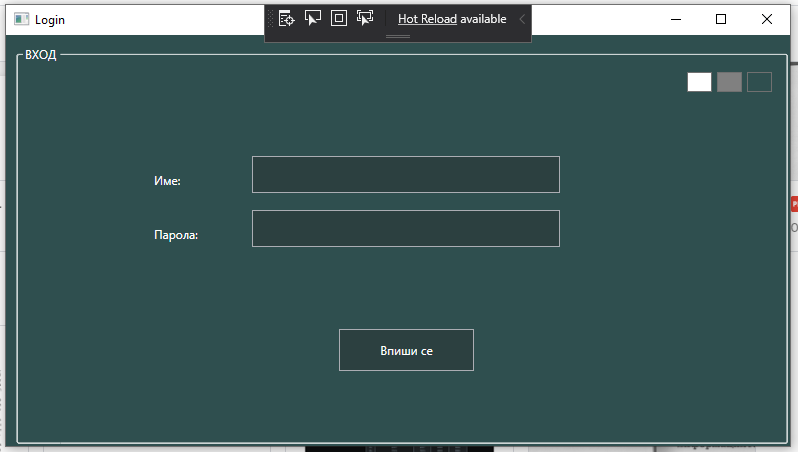 Login
Hot Reload available
ВХОД
Име:
Парола:
Впиши се